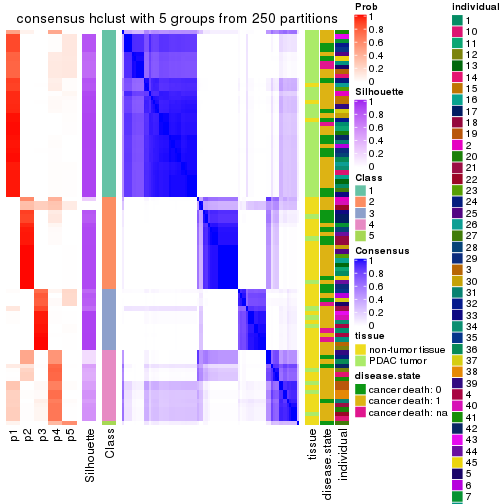 consensus hclust with 5 groups from 250 partitions
p1
p2
p3
p4
p5
Silhouette
Class
tissue
disease.state
individual
Prob
1
0.8
0.6
0.4
0.2
0
Silhouette
1
0.8
0.6
0.4
0.2
0
Class
1
2
3
4
5
Consensus
1
0.8
0.6
0.4
0.2
0
tissue
non-tumor tissue
PDAC tumor
disease.state
cancer death: 0
cancer death: 1
cancer death: na
individual
1
10
11
12
13
14
15
16
17
18
19
2
20
21
22
23
24
25
26
27
28
29
3
30
31
32
33
34
35
36
37
38
39
4
40
41
42
43
44
45
5
6
7